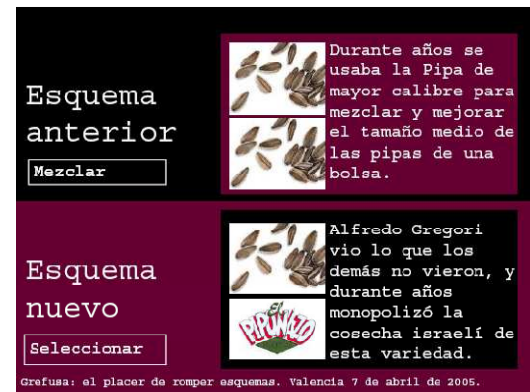 Esquema
anterior
Mezclar
Durante años se
usaba la Pipa de
mayor calibre para
mezclar y mejorar
el tamaño medio de
las pipas de una
bolsa.
Esquema
nuevo
Seleccionar
El
PIPONAZO
Alfredo Gregori
vio lo que los
demás no vieron, y
durante años
monopolizó la
cosecha israelí de
esta variedad.
Grefusa: el placer de romper esquemas. Valencia 7 de abril de 2005.